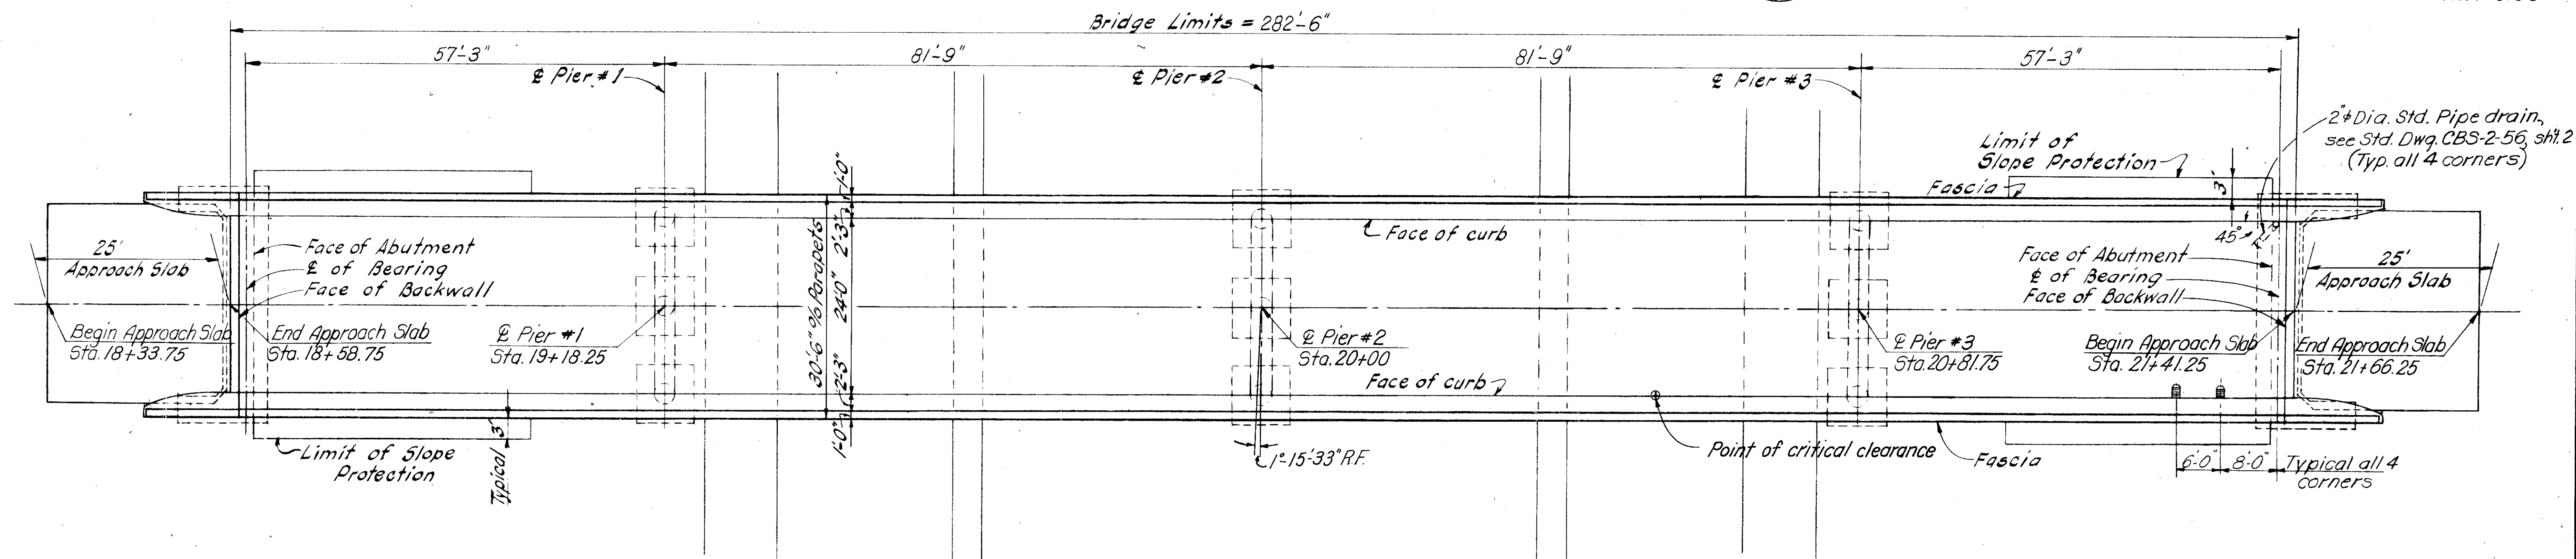 Bridge Limits = 282'-6"
57'-3"
81'-9"
81'-9"
57'-3"
℄ Pier #1
℄ Pier #2
℄ Pier #3
2"ϕ Dia. Std. Pipe drain,
see Std. Dwg. CBS-2-56, sht. 2
(Typ. all 4 corners)
Limit of
Slope Protection
3'
Fascia
1'-0"
2'-3"
24'-0"
30'-6" o/o Parapets
2'-3"
1'-0"
Face of curb
45°
25'
Approach Slab
Face of Abutment
℄ of Bearing
Face of Backwall
Face of Abutment
℄ of Bearing
Face of Backwall
25'
Approach Slab
Begin Approach Slab
Sta. 18+33.75
End Approach Slab
Sta. 18+58.75
℄ Pier #1
Sta. 19+18.25
℄ Pier #2
Sta. 20+00
℄ Pier #3
Sta. 20+81.75
Begin Approach Slab
Sta. 21+41.25
End Approach Slab
Sta. 21+66.25
Face of curb
Limit of Slope
Protection
3'
Typical
1°-15'-33" R.F.
Point of critical clearance
Fascia
6'-0"
8'-0"
Typical all 4
corners